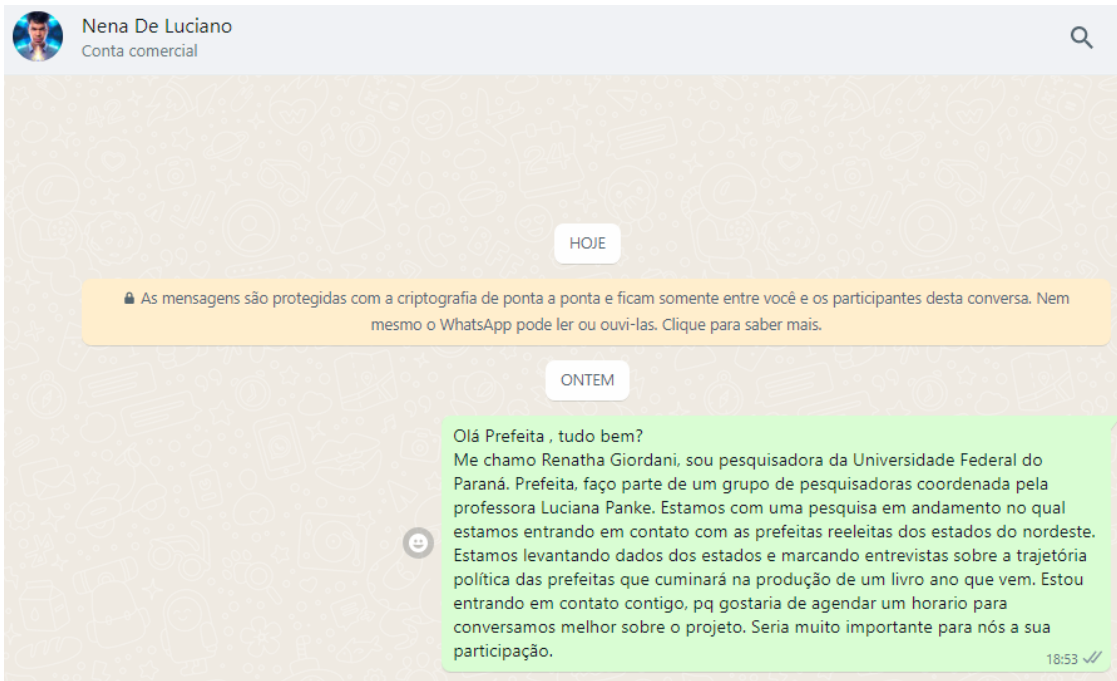 Nena De Luciano
Conta comercial
HOJE
As mensagens são protegidas com a criptografia de ponta a ponta e ficam somente entre você e os participantes desta conversa. Nem
mesmo o WhatsApp pode ler ou ouvi-las. Clique para saber mais.
ONTEM
Olá Prefeita , tudo bem?
Me chamo Renatha Giordani, sou pesquisadora da Universidade Federal do
Paraná. Prefeita, faço parte de um grupo de pesquisadoras coordenada pela
professora Luciana Panke. Estamos com uma pesquisa em andamento no qual
estamos entrando em contato com as prefeitas reeleitas dos estados do nordeste.
Estamos levantando dados dos estados e marcando entrevistas sobre a trajetória
política das prefeitas que cuminará na produção de um livro ano que vem. Estou
entrando em contato contigo, pq gostaria de agendar um horario para
conversamos melhor sobre o projeto. Seria muito importante para nós a sua
participação.
18:53